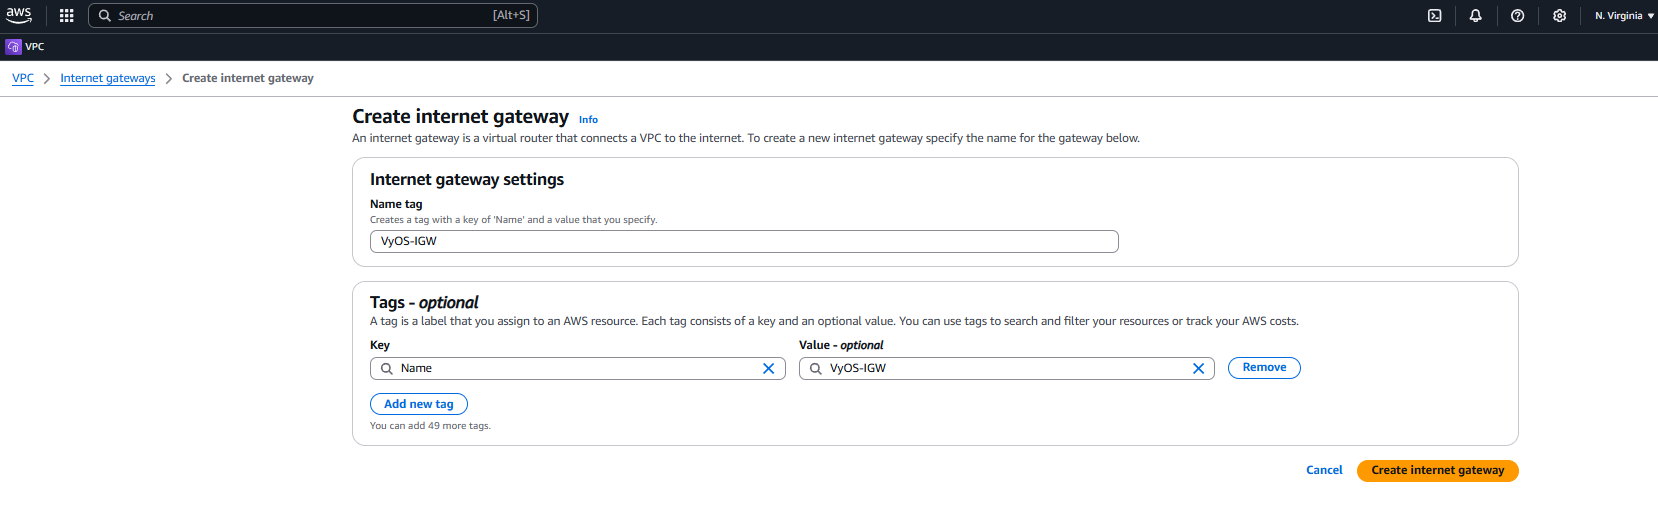 aws Search [Alt+S] N. Virginia
VPC
VPC Internet gateways Create internet gateway
Create internet gateway Info
An internet gateway is a virtual router that connects a VPC to the internet. To create a new internet gateway specify the name for the gateway below.
Internet gateway settings
Name tag
Creates a tag with a key of 'Name' and a value that you specify.
VyOS-IGW
Tags - optional
A tag is a label that you assign to an AWS resource. Each tag consists of a key and an optional value. You can use tags to search and filter your resources or track your AWS costs.
Key Value - optional
Name VyOS-IGW Remove
Add new tag
You can add 49 more tags.
Cancel Create internet gateway